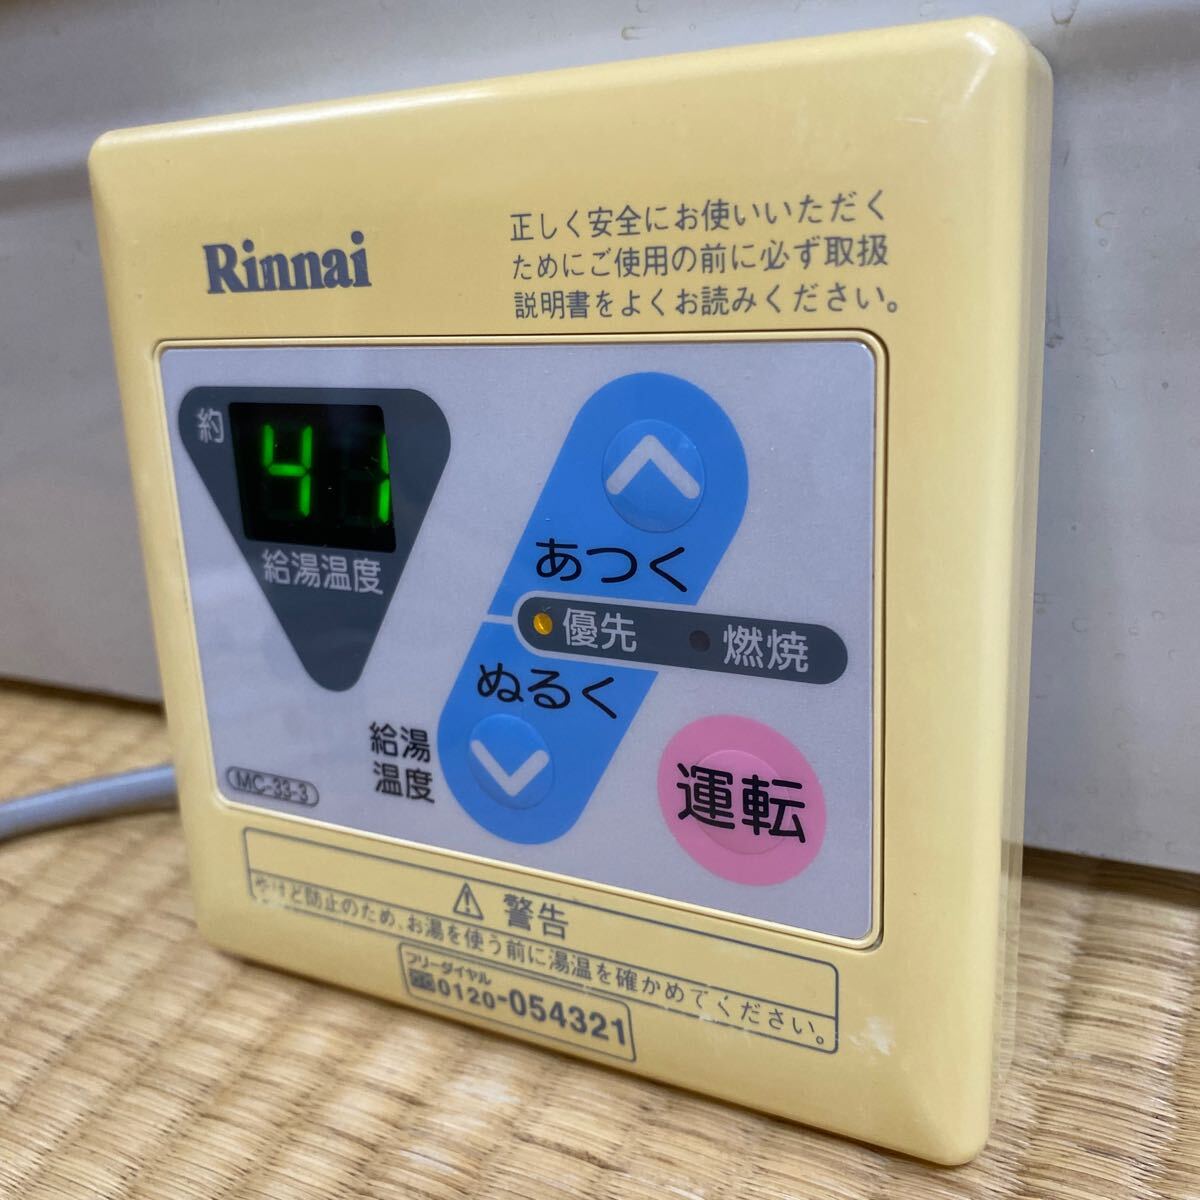 Rinnai
正しく安全にお使いいただく
ためにご使用の前に必ず取扱
説明書をよくお読みください。
約
41
給湯温度
あつく
優先 燃焼
ぬるく
給湯
温度
運転
MC-33-3
警告
やけど防止のため、お湯を使う前に湯温を確かめてください。
フリーダイヤル
0120-054321